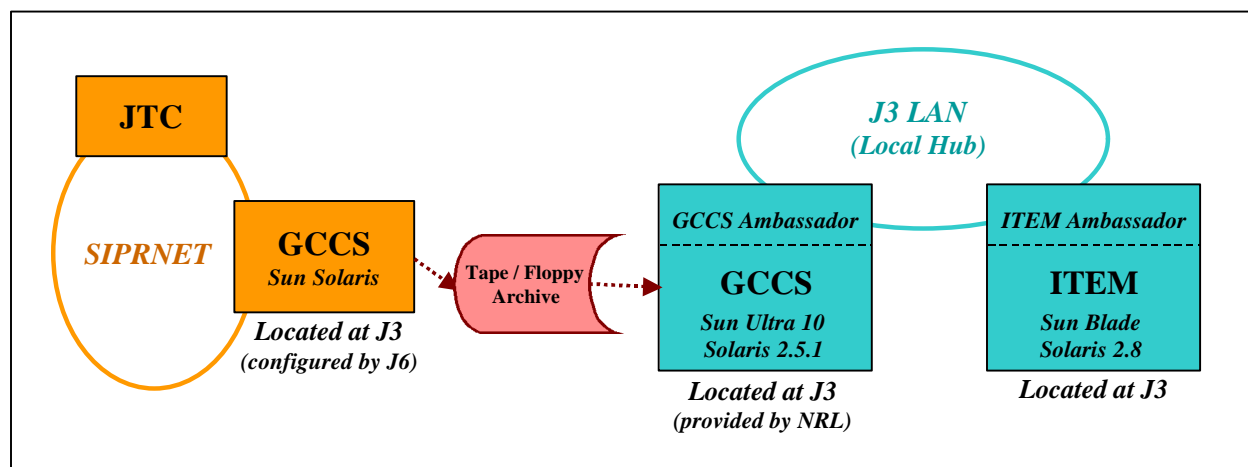 JTC
SIPRNET
GCCS
Sun Solaris
Located at J3
(configured by J6)
Tape / Floppy
Archive
J3 LAN
(Local Hub)
GCCS Ambassador
GCCS
Sun Ultra 10
Solaris 2.5.1
Located at J3
(provided by NRL)
ITEM Ambassador
ITEM
Sun Blade
Solaris 2.8
Located at J3